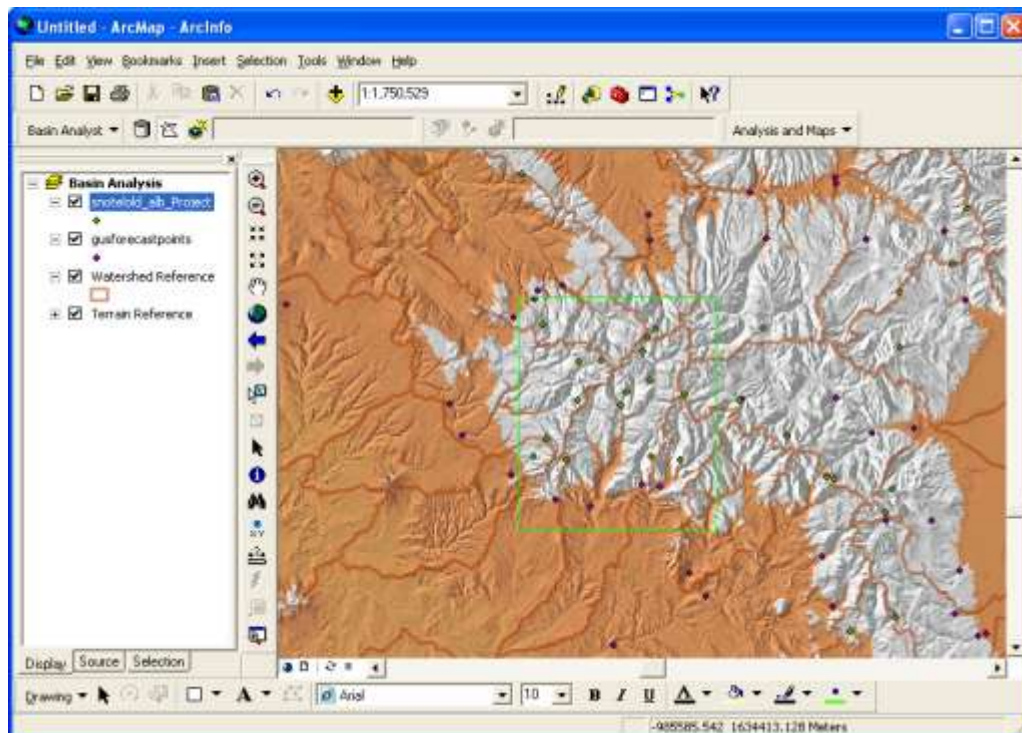 Untitled - ArcMap - ArcInfo
File Edit View Bookmarks Insert Selection Tools Window Help
1:1,750,529
Basin Analyst
Analysis and Maps
Basin Analysis
snotelold_alb_Project
gusforecastpoints
Watershed Reference
Terrain Reference
Display Source Selection
Drawing A Arial 10 B I U A
-985585.542 1634413.128 Meters